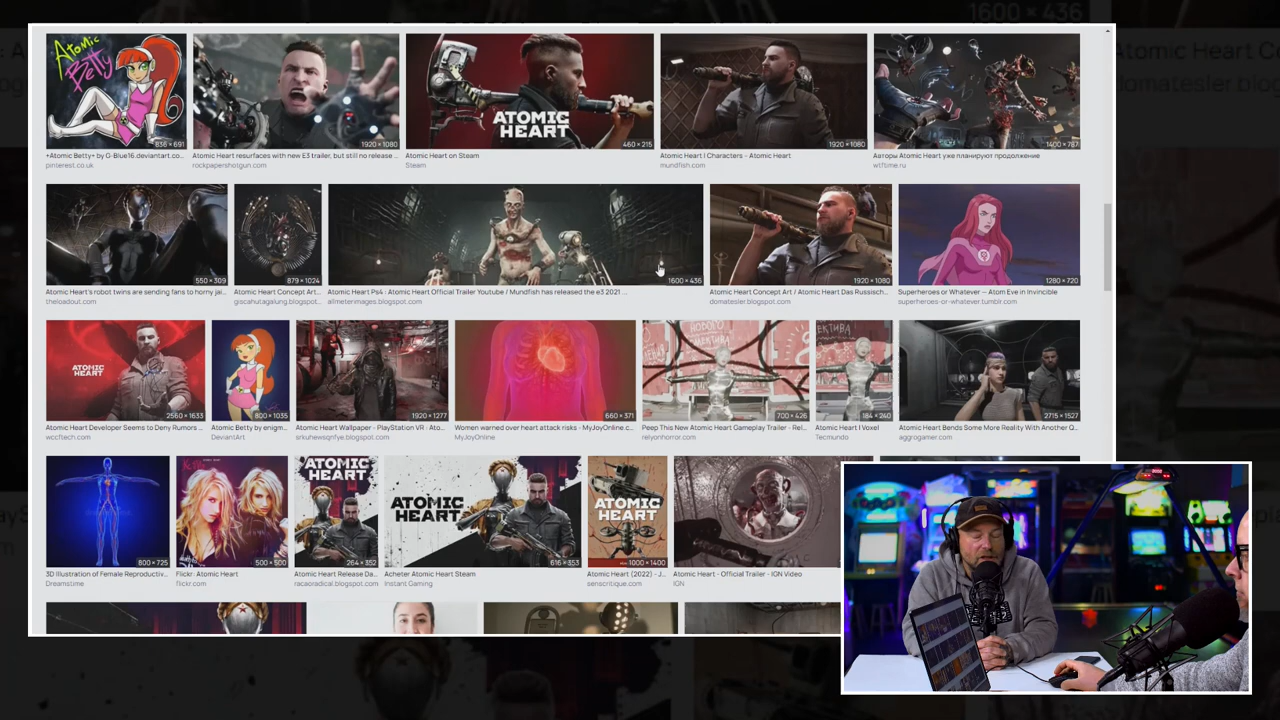 1600 × 436
Atomic Betty
836 × 691
1920 × 1080
ATOMIC
HEART
460 × 215
1920 × 1080
1400 × 787
+Atomic Betty+ by G-Blue16.deviantart.co...
Atomic Heart resurfaces with new E3 trailer, but still no release ...
Atomic Heart on Steam
Atomic Heart | Characters - Atomic Heart
Авторы Atomic Heart уже планируют продолжение
pinterest.co.uk
rockpapershotgun.com
Steam
mundfish.com
wtftime.ru
550 × 309
879 × 1024
1600 × 436
1920 × 1080
1280 × 720
Atomic Heart's robot twins are sending fans to horny jai...
Atomic Heart Concept Art...
Atomic Heart Ps4 : Atomic Heart Official Trailer Youtube / Mundfish has released the e3 2021 ...
Atomic Heart Concept Art / Atomic Heart Das Russisch...
Superheroes or Whatever — Atom Eve in Invincible
theloadout.com
giscahutagalung.blogspot...
allmeterimages.blogspot.com
domatesler.blogspot.com
superheroes-or-whatever.tumblr.com
ATOMIC
HEART
2560 × 1633
800 × 1035
1920 × 1277
660 × 371
НОВОГО
700 × 426
184 × 240
2715 × 1527
Atomic Heart Developer Seems to Deny Rumors ...
Atomic Betty by enigm...
Atomic Heart Wallpaper - PlayStation VR : Ato...
Women warned over heart attack risks - MyJoyOnline.c...
Peep This New Atomic Heart Gameplay Trailer - Rel...
Atomic Heart | Voxel
Atomic Heart Bends Some More Reality With Another Q...
wccftech.com
DeviantArt
srkuhewsqnfye.blogspot.com
MyJoyOnline
relyonhorror.com
Tecmundo
aggrogamer.com
800 × 725
500 × 500
ATOMIC
HEART
264 × 352
ATOMIC
HEART
616 × 353
ATOMIC
HEART
1000 × 1400
3D Illustration of Female Reproductiv...
Flickr: Atomic Heart
Atomic Heart Release Da...
Acheter Atomic Heart Steam
Atomic Heart (2022) - J...
Atomic Heart - Official Trailer - IGN Video
Dreamstime
flickr.com
racaoradical.blogspot.com
Instant Gaming
senscritique.com
IGN